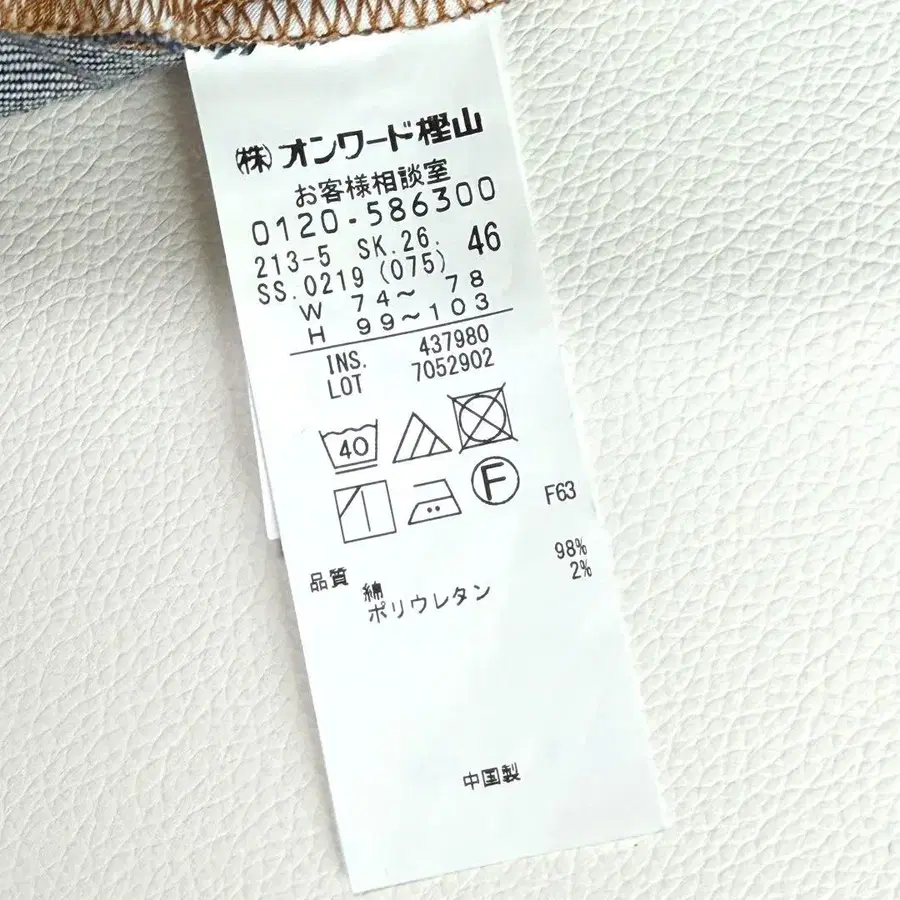 ㈱オンワード樫山
お客様相談室
0120-586300
213-5 SK.26. 46
SS.0219 (075)
W 74～ 78
H 99～103
INS. 437980
LOT 7052902
40
F
F63
品質 綿 98%
ポリウレタン 2%
中国製